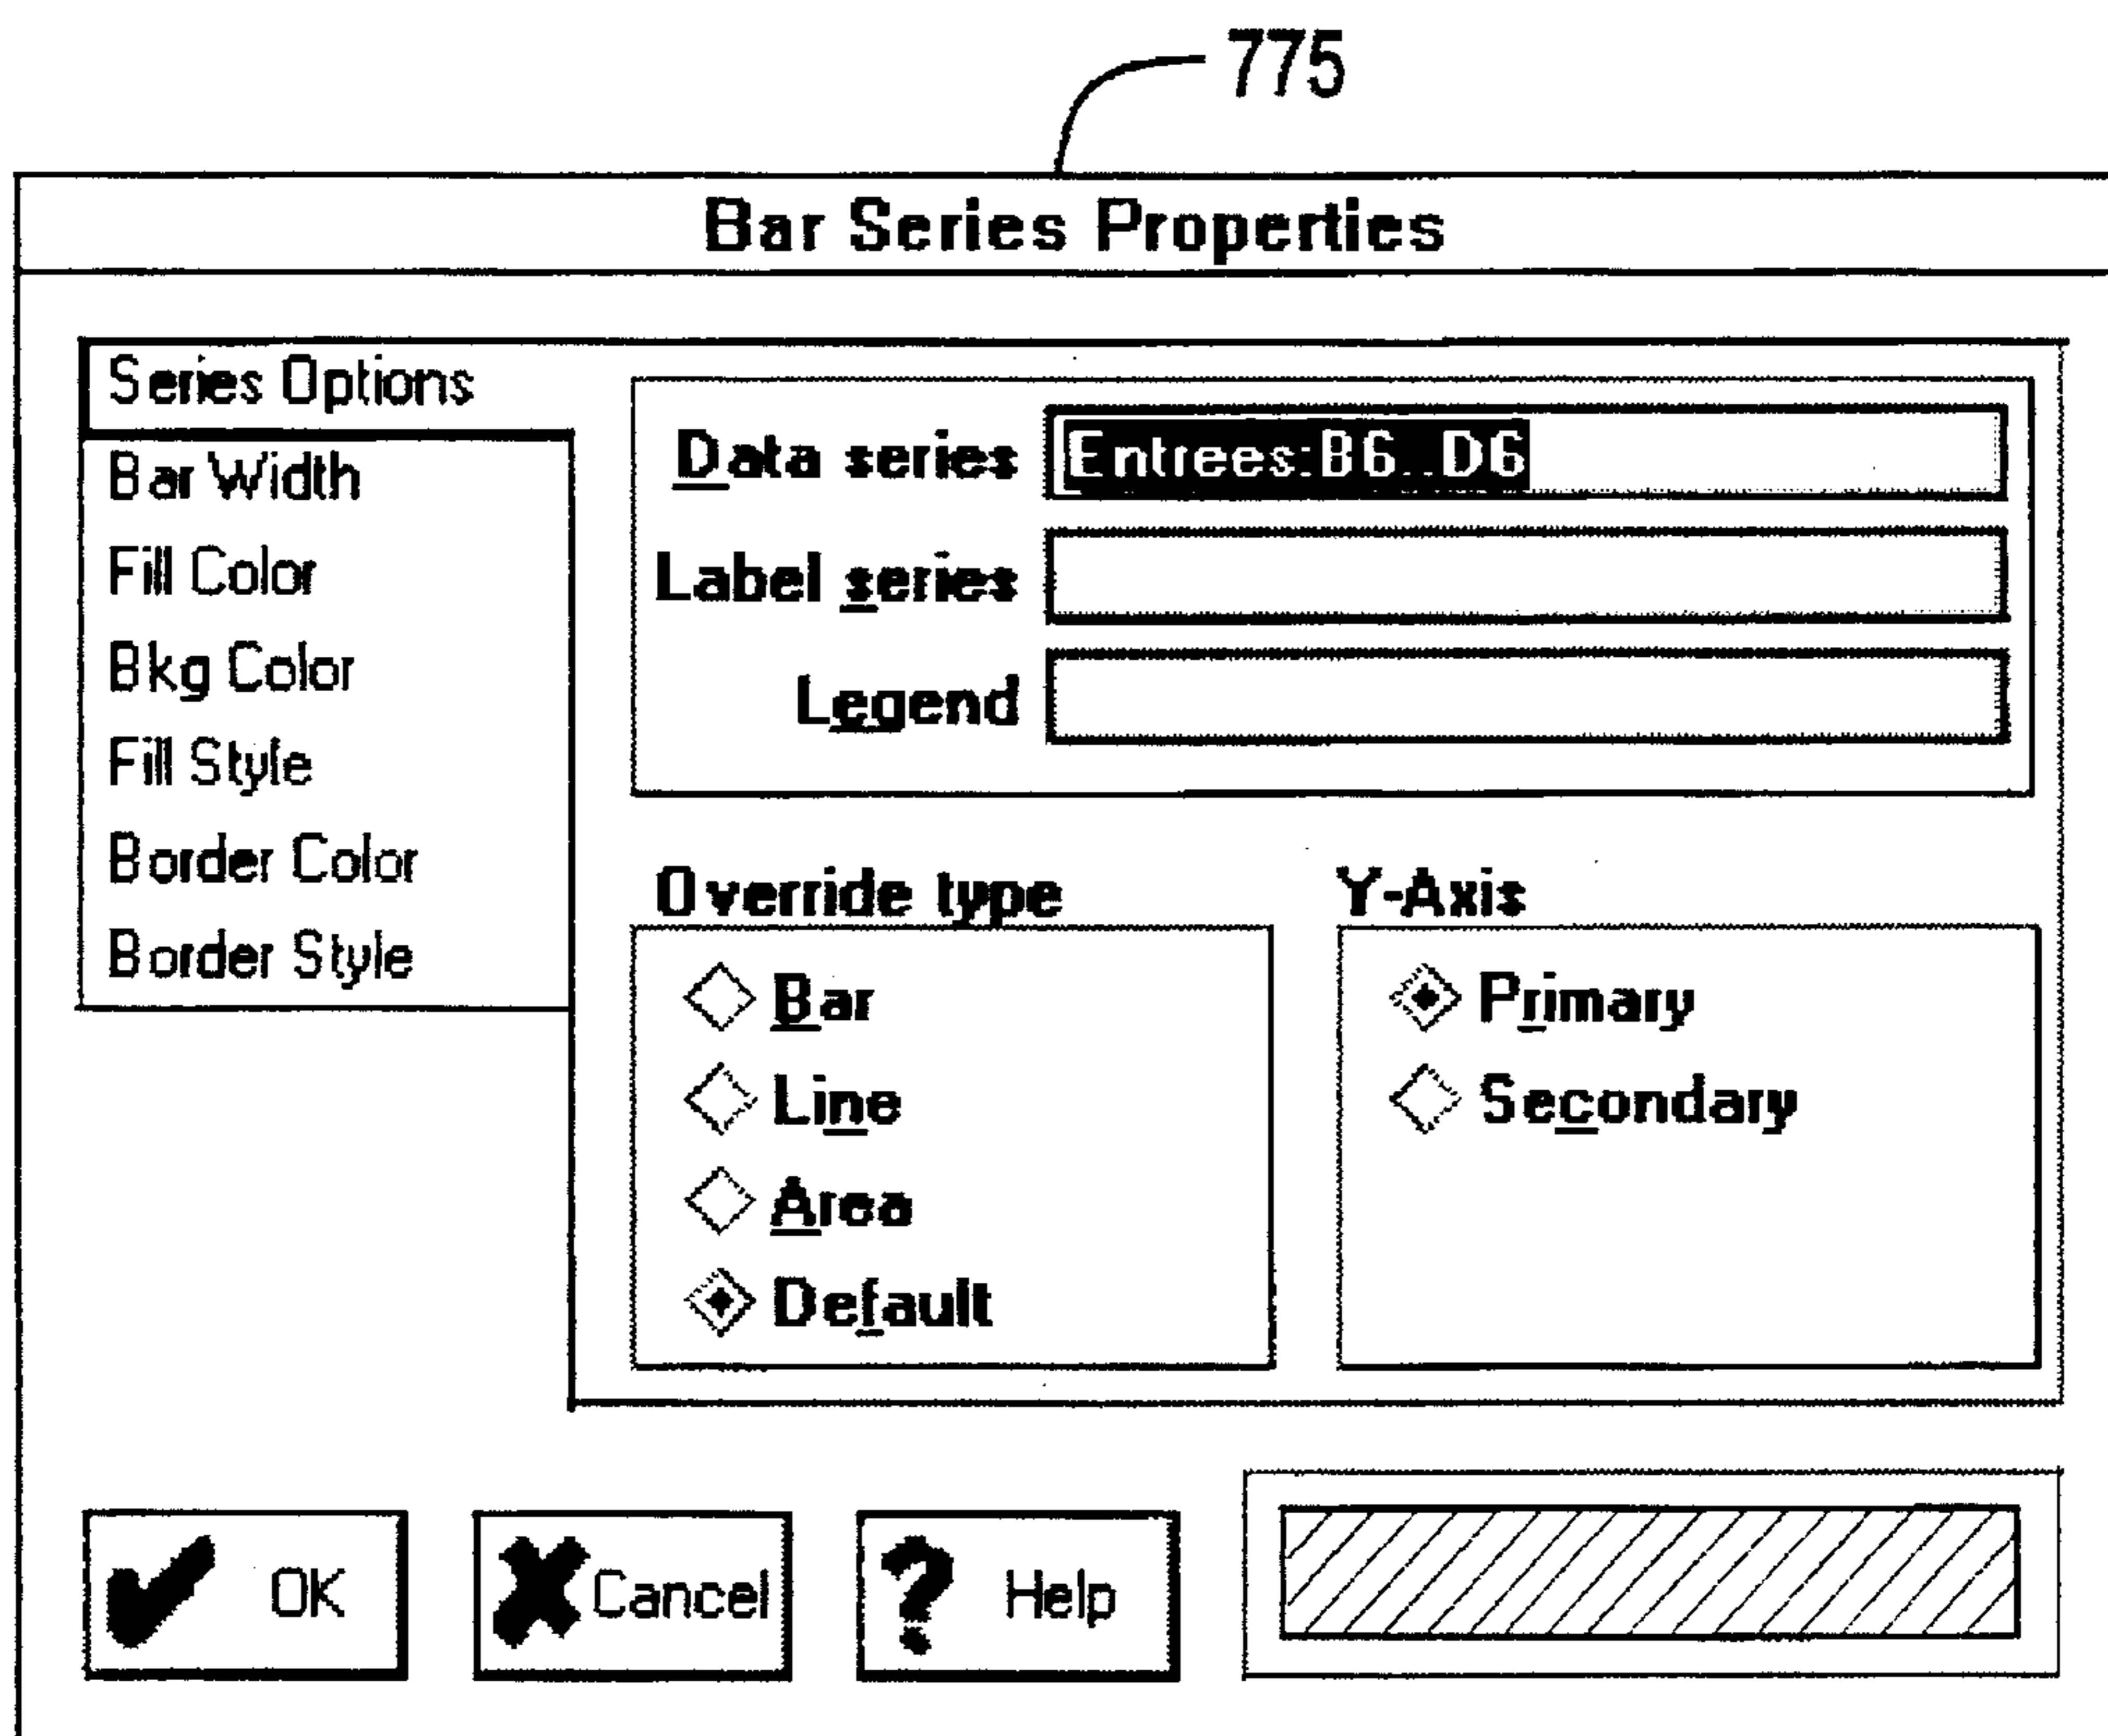 775
Bar Series Properties
Series Options
Bar Width
Fill Color
Bkg Color
Fill Style
Border Color
Border Style
Data series Entrees:B6..D6
Label series
Legend
Override type
Bar
Line
Area
Default
Y-Axis
Primary
Secondary
OK
Cancel
Help